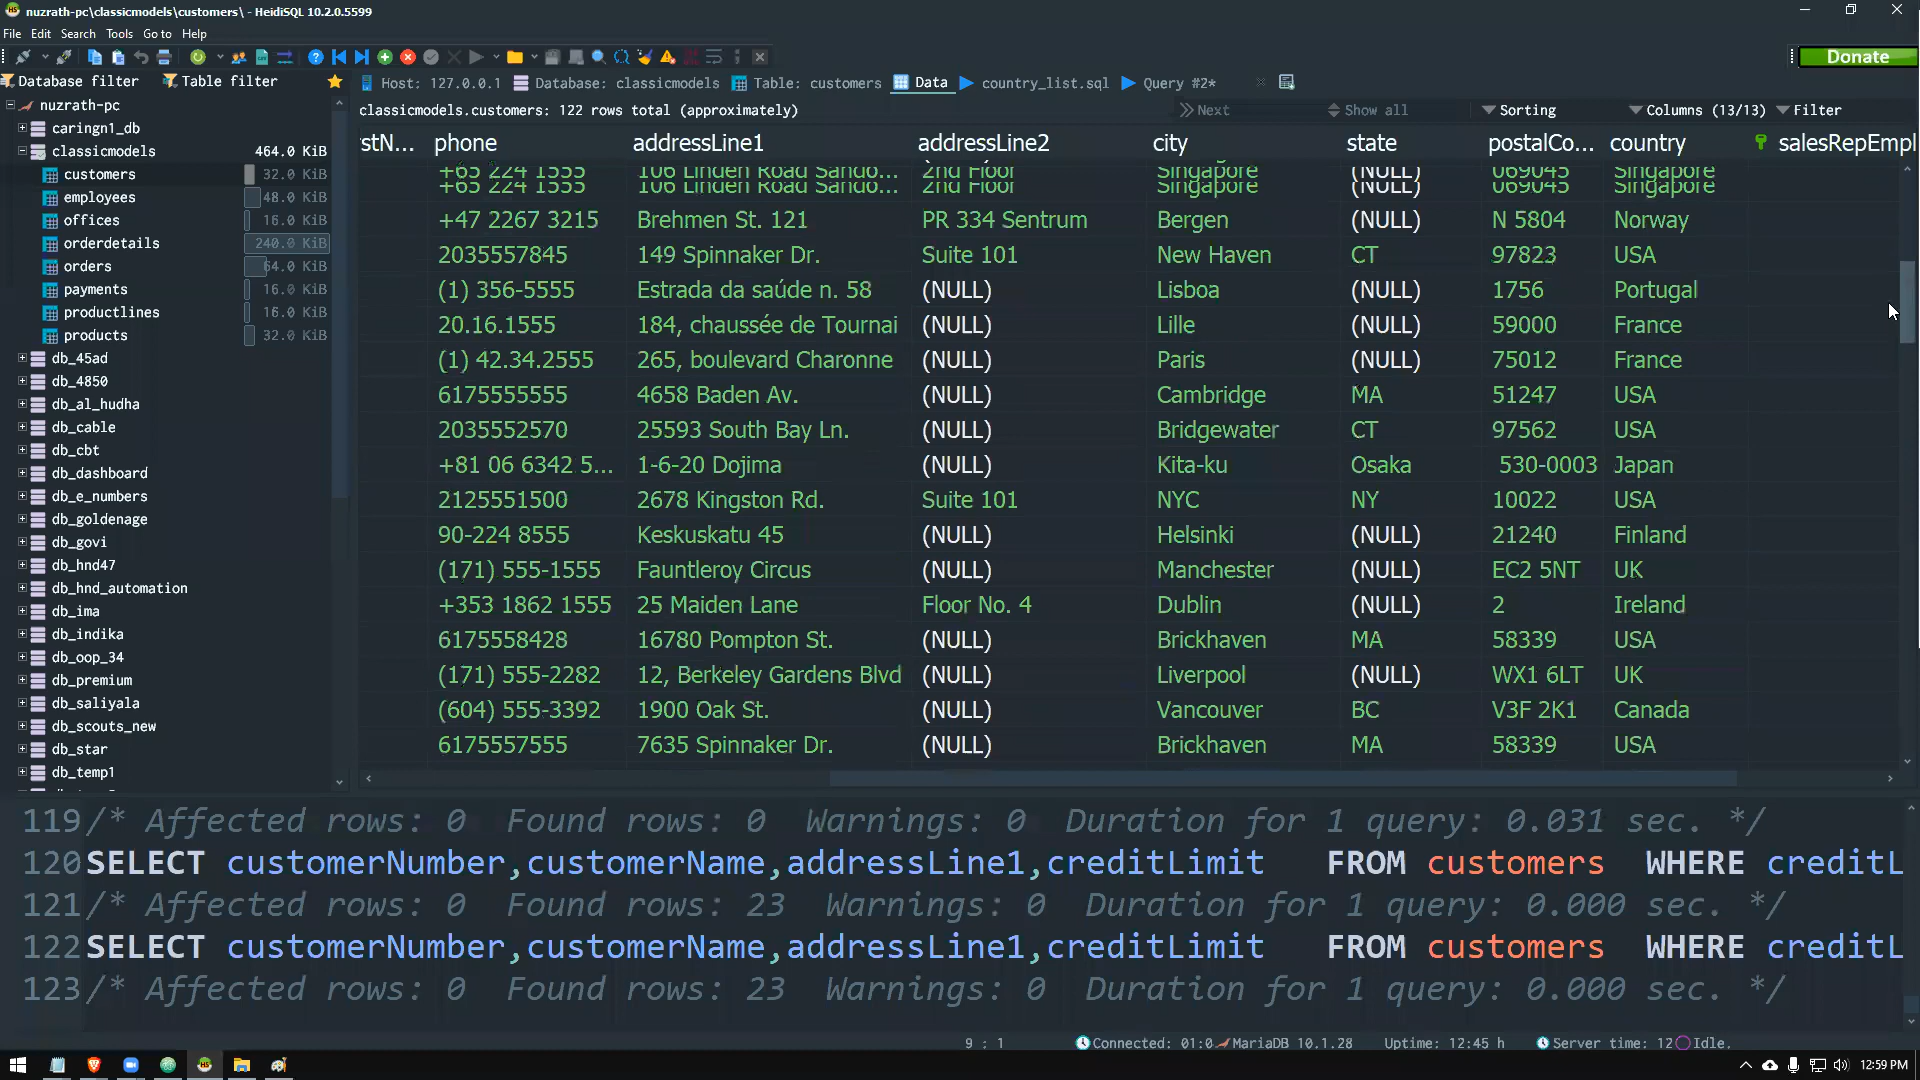 nuzrath-pc\classicmodels\customers\ - HeidiSQL 10.2.0.5599
File Edit Search Tools Go to Help
Donate
Database filter Table filter Host: 127.0.0.1 Database: classicmodels Table: customers Data country_list.sql Query #2*
classicmodels.customers: 122 rows total (approximately) Next Show all Sorting Columns (13/13) Filter
stN... phone addressLine1 addressLine2 city state postalCo... country salesRepEmpl
+65 224 1555 106 Linden Road Sando... 2nd Floor Singapore (NULL) 069045 Singapore
+47 2267 3215 Brehmen St. 121 PR 334 Sentrum Bergen (NULL) N 5804 Norway
2035557845 149 Spinnaker Dr. Suite 101 New Haven CT 97823 USA
(1) 356-5555 Estrada da saúde n. 58 (NULL) Lisboa (NULL) 1756 Portugal
20.16.1555 184, chaussée de Tournai (NULL) Lille (NULL) 59000 France
(1) 42.34.2555 265, boulevard Charonne (NULL) Paris (NULL) 75012 France
6175555555 4658 Baden Av. (NULL) Cambridge MA 51247 USA
2035552570 25593 South Bay Ln. (NULL) Bridgewater CT 97562 USA
+81 06 6342 5... 1-6-20 Dojima (NULL) Kita-ku Osaka 530-0003 Japan
2125551500 2678 Kingston Rd. Suite 101 NYC NY 10022 USA
90-224 8555 Keskuskatu 45 (NULL) Helsinki (NULL) 21240 Finland
(171) 555-1555 Fauntleroy Circus (NULL) Manchester (NULL) EC2 5NT UK
+353 1862 1555 25 Maiden Lane Floor No. 4 Dublin (NULL) 2 Ireland
6175558428 16780 Pompton St. (NULL) Brickhaven MA 58339 USA
(171) 555-2282 12, Berkeley Gardens Blvd (NULL) Liverpool (NULL) WX1 6LT UK
(604) 555-3392 1900 Oak St. (NULL) Vancouver BC V3F 2K1 Canada
6175557555 7635 Spinnaker Dr. (NULL) Brickhaven MA 58339 USA
nuzrath-pc
caringn1_db
classicmodels 464.0 KiB
customers 32.0 KiB
employees 48.0 KiB
offices 16.0 KiB
orderdetails 240.0 KiB
orders 64.0 KiB
payments 16.0 KiB
productlines 16.0 KiB
products 32.0 KiB
db_45ad
db_4850
db_al_hudha
db_cable
db_cbt
db_dashboard
db_e_numbers
db_goldenage
db_govi
db_hnd47
db_hnd_automation
db_ima
db_indika
db_oop_34
db_premium
db_saliyala
db_scouts_new
db_star
db_temp1
119 /* Affected rows: 0 Found rows: 0 Warnings: 0 Duration for 1 query: 0.031 sec. */
120 SELECT customerNumber,customerName,addressLine1,creditLimit FROM customers WHERE creditL
121 /* Affected rows: 0 Found rows: 23 Warnings: 0 Duration for 1 query: 0.000 sec. */
122 SELECT customerNumber,customerName,addressLine1,creditLimit FROM customers WHERE creditL
123 /* Affected rows: 0 Found rows: 23 Warnings: 0 Duration for 1 query: 0.000 sec. */
9 : 1 Connected: 01:0 MariaDB 10.1.28 Uptime: 12:45 h Server time: 12 Idle.
12:59 PM